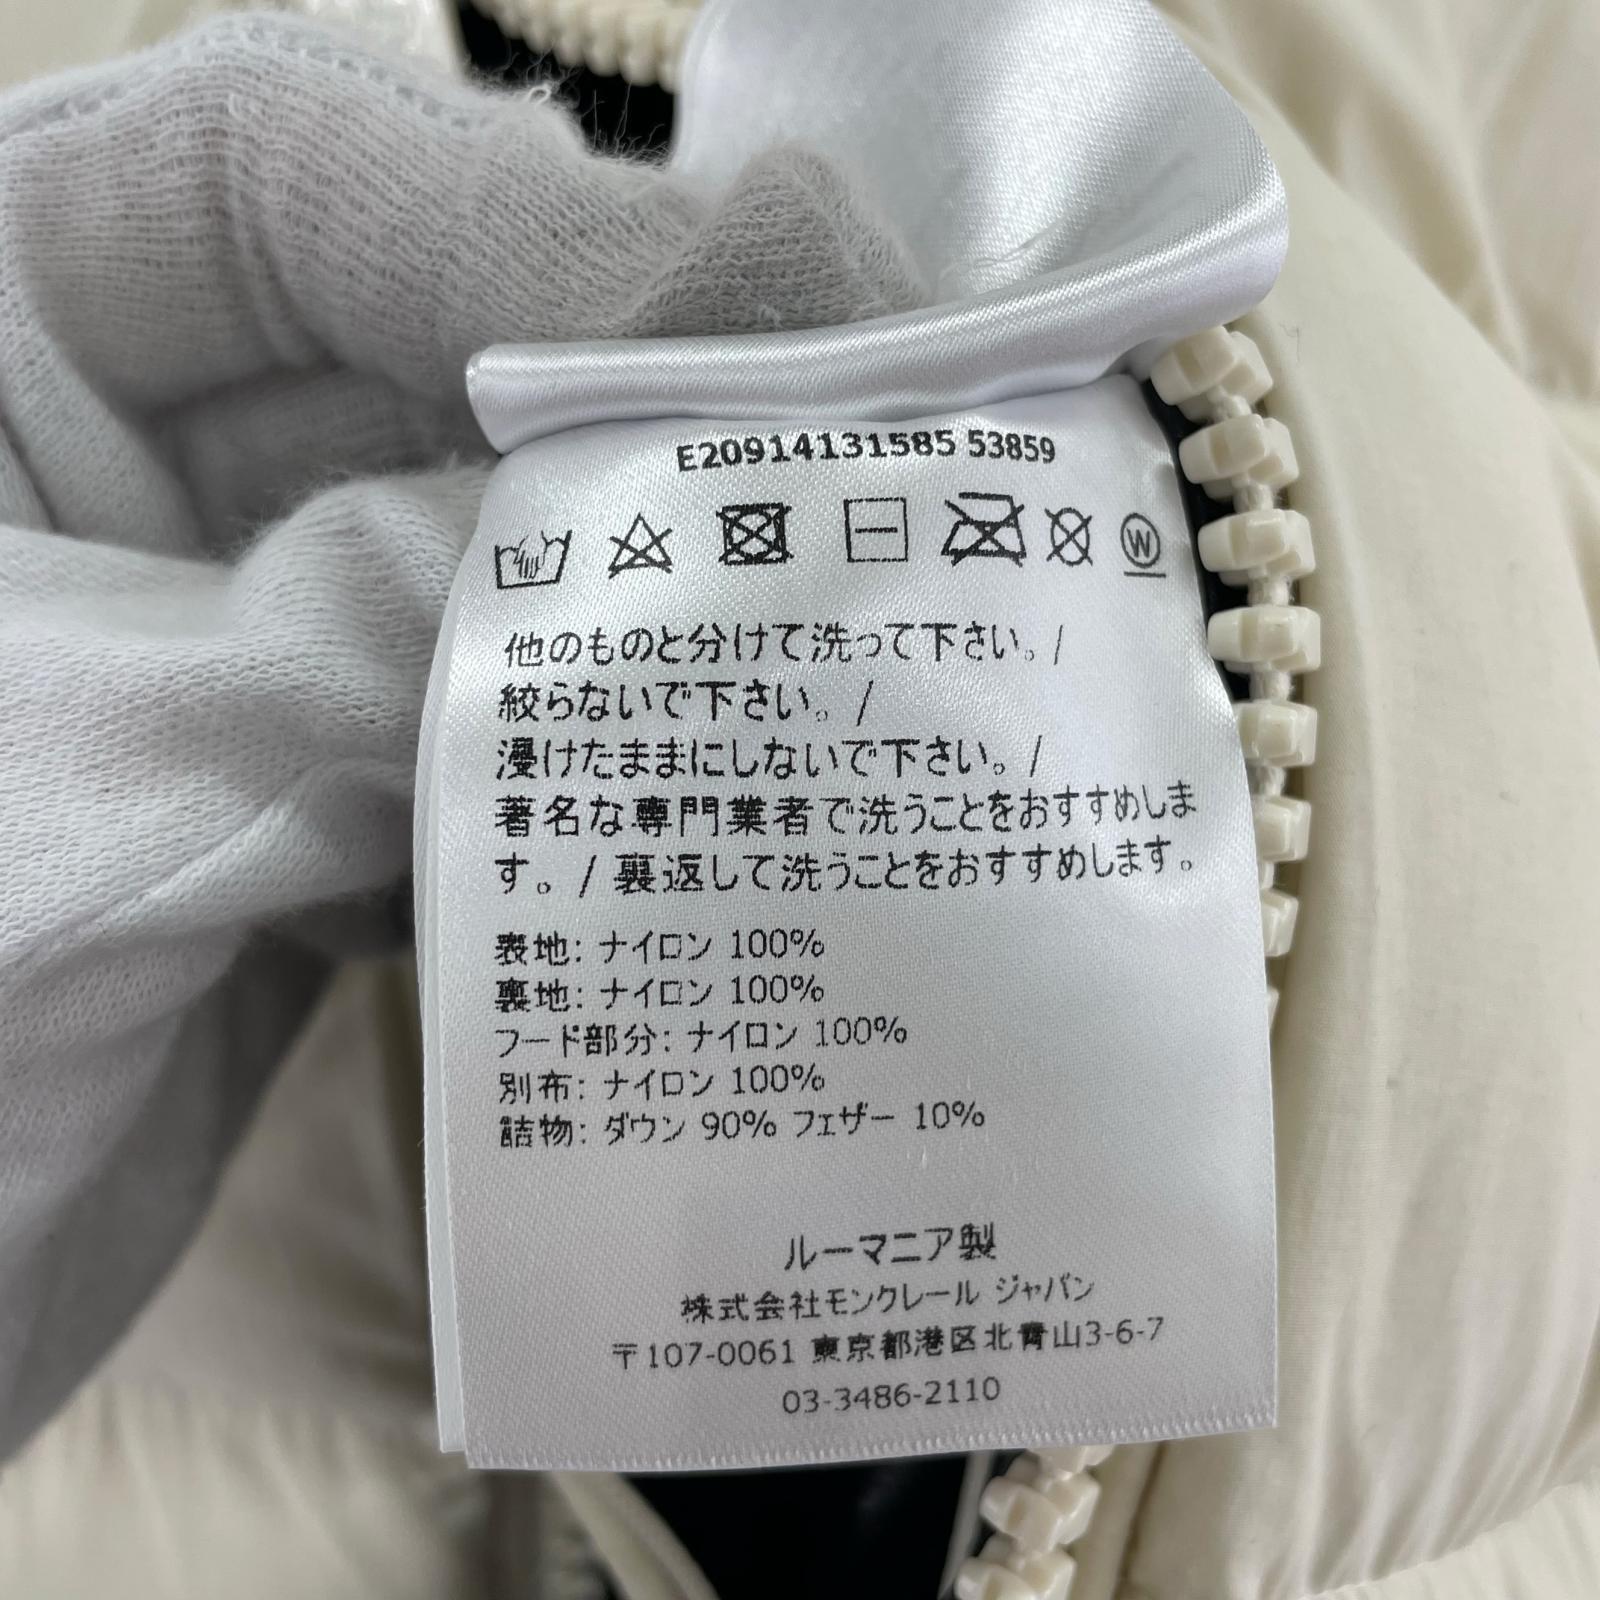 E20914131585 53859
W
他のものと分けて洗って下さい。/
絞らないで下さい。/
漫けたままにしないで下さい。/
著名な専門業者で洗うことをおすすめしま
す。/ 裏返して洗うことをおすすめします。
表地: ナイロン 100%
裏地: ナイロン 100%
フード部分: ナイロン 100%
別布: ナイロン 100%
詰物: ダウン 90% フェザー 10%
ルーマニア製
株式会社モンクレール ジャパン
〒107-0061 東京都港区北青山3-6-7
03-3486-2110